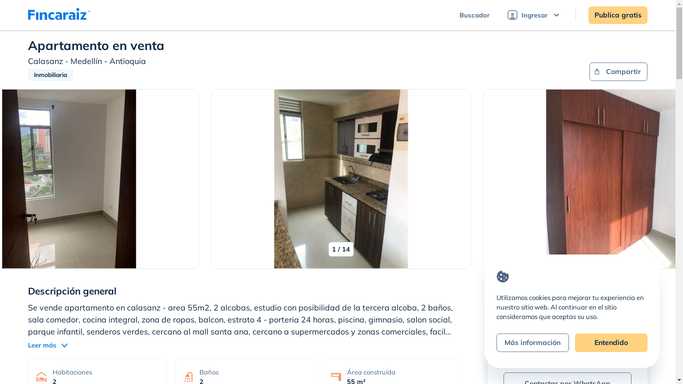 Fincaraiz
Buscador
Ingresar
Publica gratis
Apartamento en venta
Calasanz - Medellín - Antioquia
Inmobiliaria
Compartir
1 / 14
Descripción general
Se vende apartamento en calasanz - area 55m2, 2 alcobas, estudio con posibilidad de la tercera alcoba, 2 baños,
sala comedor, cocina integral, zona de ropas, balcon, estrato 4 - porteria 24 horas, piscina, gimnasio, salon social,
parque infantil, senderos verdes, cercano al mall santa ana, cercano a supermercados y zonas comerciales, facil...
Leer más
Habitaciones
2
Baños
2
Área construida
55 m²
Utilizamos cookies para mejorar tu experiencia en
nuestro sitio web. Al continuar en el sitio
consideramos que aceptas su uso.
Más información
Entendido
Contactar por WhatsApp